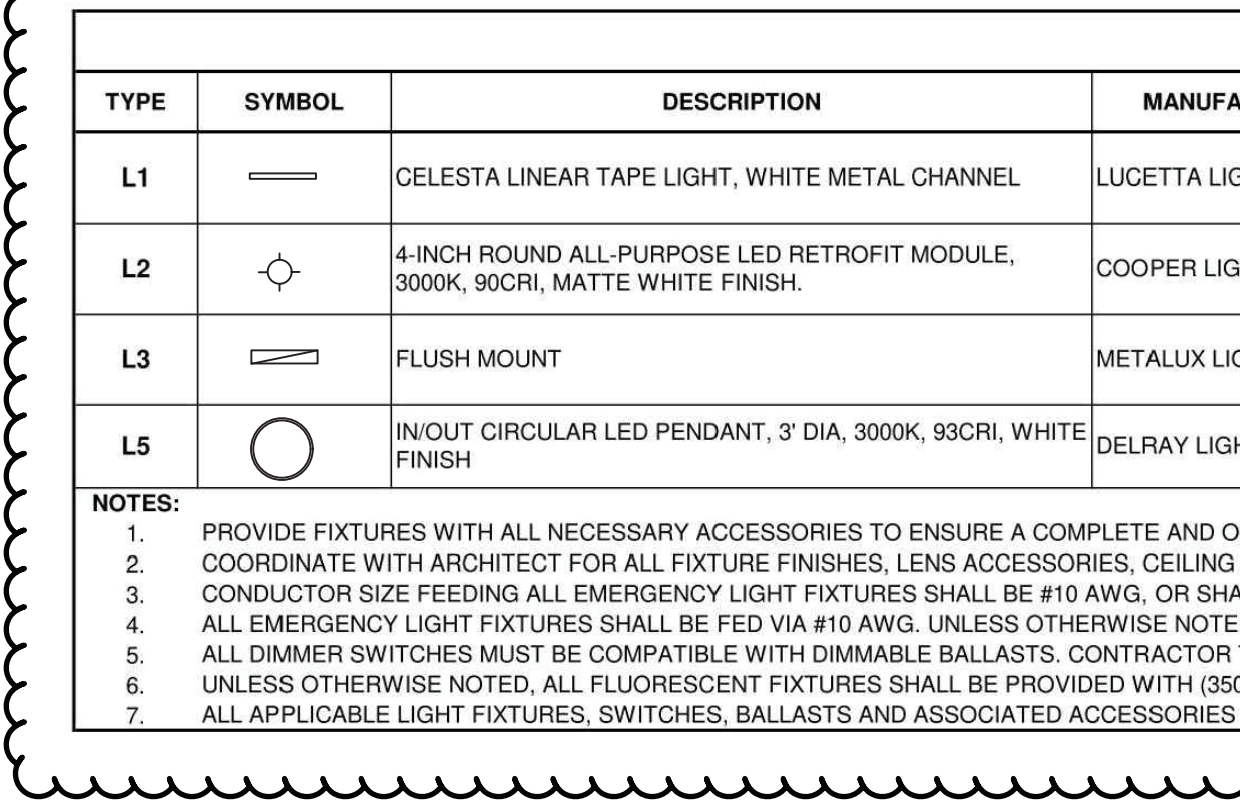 TYPE SYMBOL DESCRIPTION MANUFA
L1 CELESTA LINEAR TAPE LIGHT, WHITE METAL CHANNEL LUCETTA LIG
L2 4-INCH ROUND ALL-PURPOSE LED RETROFIT MODULE,
3000K, 90CRI, MATTE WHITE FINISH. COOPER LIG
L3 FLUSH MOUNT METALUX LIG
L5 IN/OUT CIRCULAR LED PENDANT, 3' DIA, 3000K, 93CRI, WHITE
FINISH DELRAY LIGH
NOTES:
1. PROVIDE FIXTURES WITH ALL NECESSARY ACCESSORIES TO ENSURE A COMPLETE AND O
2. COORDINATE WITH ARCHITECT FOR ALL FIXTURE FINISHES, LENS ACCESSORIES, CEILING
3. CONDUCTOR SIZE FEEDING ALL EMERGENCY LIGHT FIXTURES SHALL BE #10 AWG, OR SHA
4. ALL EMERGENCY LIGHT FIXTURES SHALL BE FED VIA #10 AWG. UNLESS OTHERWISE NOTE
5. ALL DIMMER SWITCHES MUST BE COMPATIBLE WITH DIMMABLE BALLASTS. CONTRACTOR
6. UNLESS OTHERWISE NOTED, ALL FLUORESCENT FIXTURES SHALL BE PROVIDED WITH (350
7. ALL APPLICABLE LIGHT FIXTURES, SWITCHES, BALLASTS AND ASSOCIATED ACCESSORIES